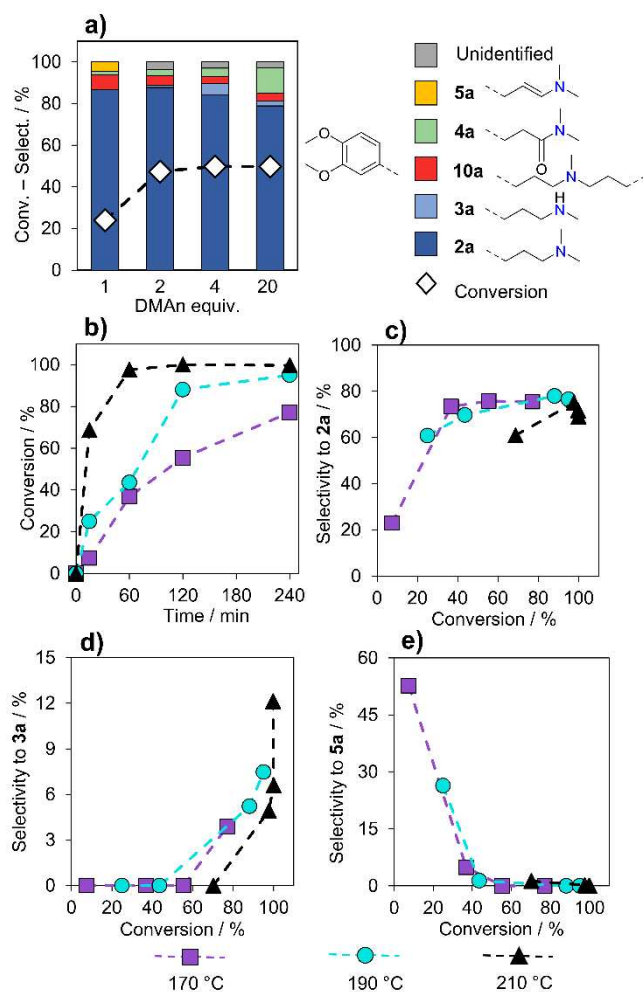 a)
Conv. – Select. / %
100
80
60
40
20
0
1 2 4 20
DMAn equiv.
O
O
Unidentified
5a
N
4a
N
O
10a
N
3a
H
N
2a
N
Conversion
b)
Conversion / %
100
80
60
40
20
0
0 60 120 180 240
Time / min
c)
Selectivity to 2a / %
100
80
60
40
20
0
0 20 40 60 80 100
Conversion / %
d)
Selectivity to 3a / %
15
12
9
6
3
0
0 20 40 60 80 100
Conversion / %
e)
Selectivity to 5a / %
60
45
30
15
0
0 20 40 60 80 100
Conversion / %
170 °C 190 °C 210 °C